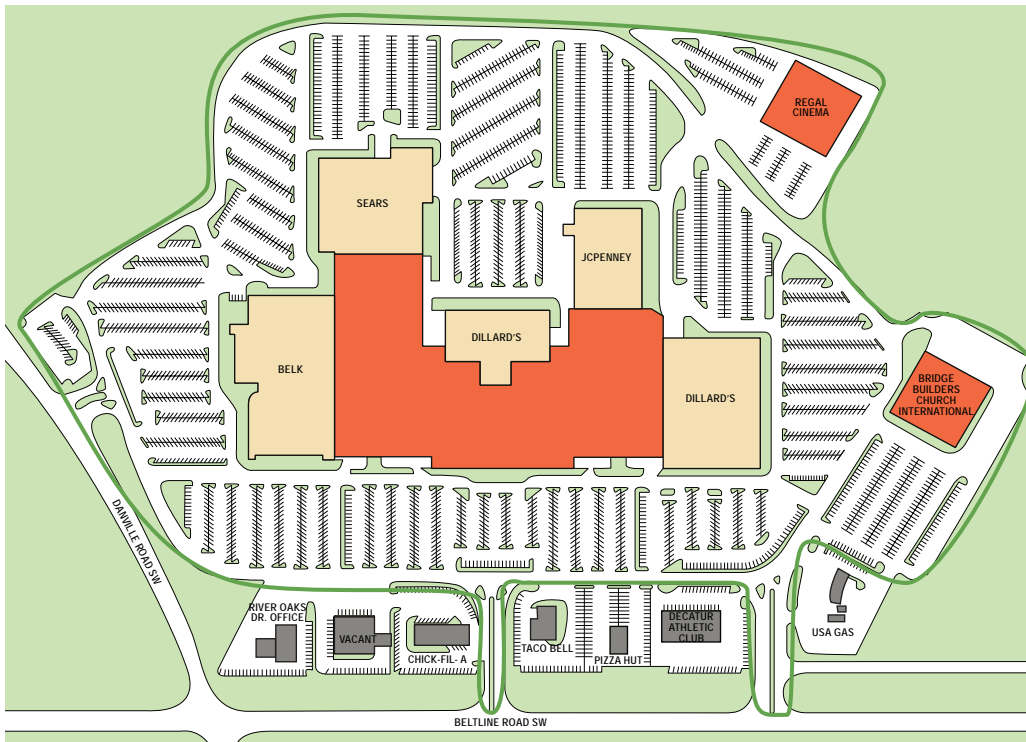 REGAL
CINEMA
SEARS
JCPENNEY
DILLARD'S
BELK
DILLARD'S
BRIDGE
BUILDERS
CHURCH
INTERNATIONAL
DANVILLE ROAD SW
RIVER OAKS
DR. OFFICE
VACANT
CHICK-FIL- A
TACO BELL
PIZZA HUT
DECATUR
ATHLETIC
CLUB
USA GAS
BELTLINE ROAD SW